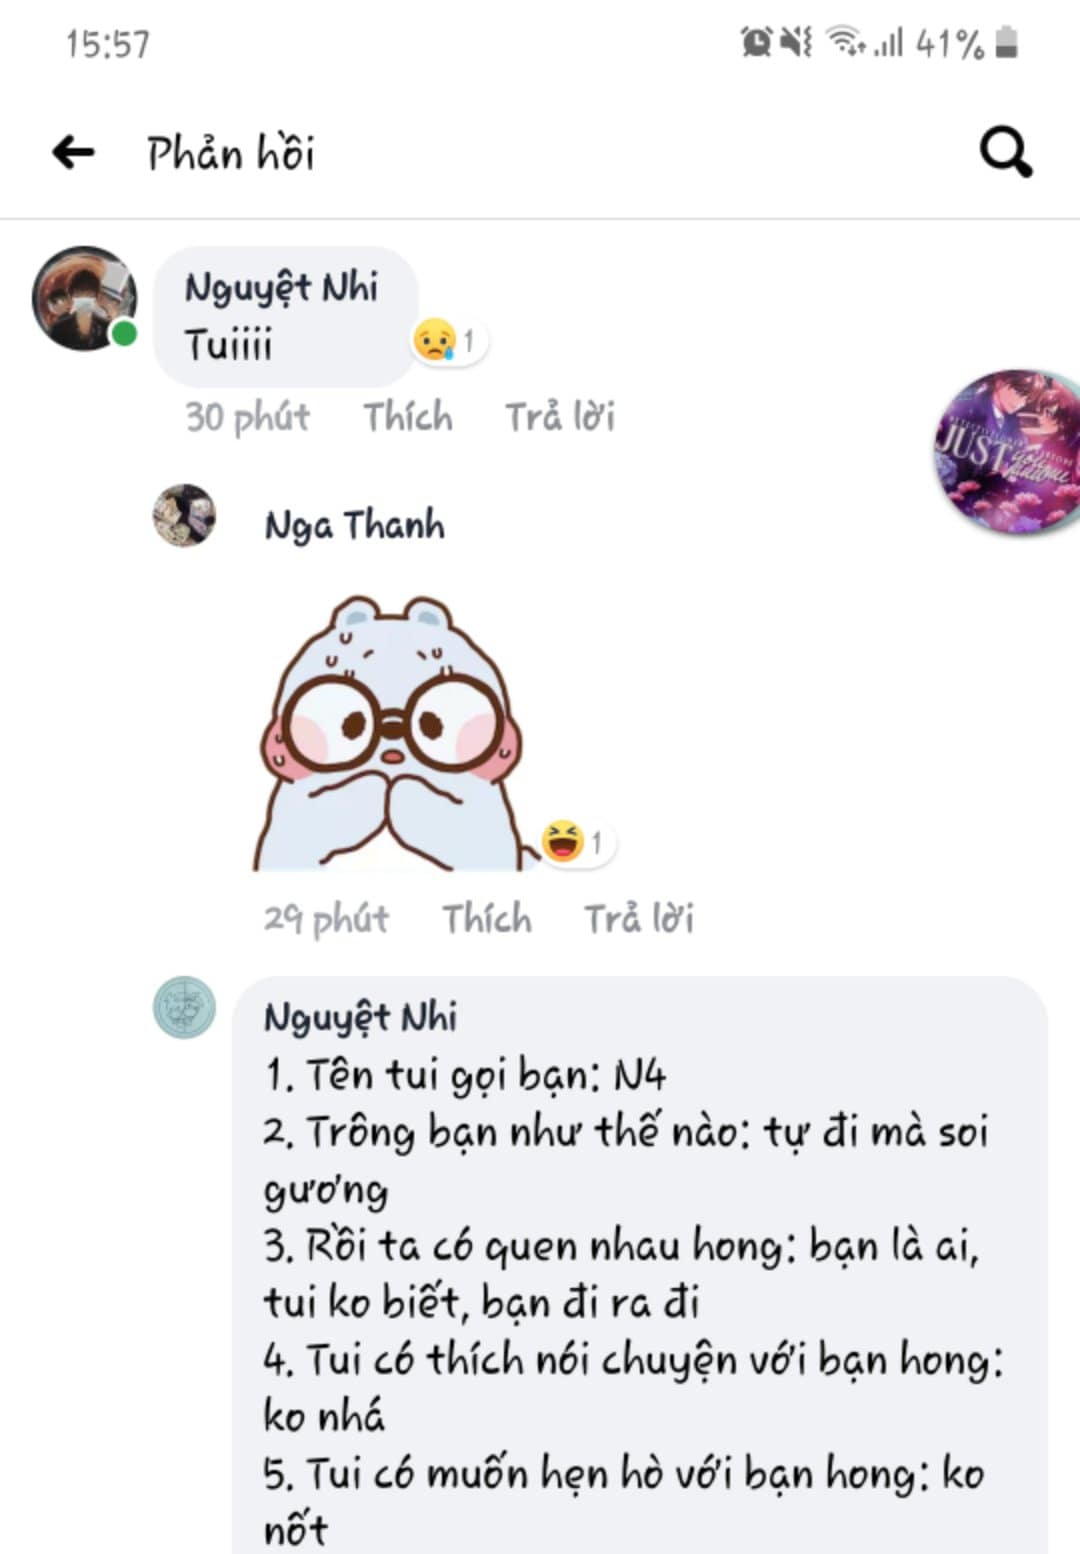 15:57
41%
Phản hồi
Nguyệt Nhi
Tuiiii
1
30 phút Thích Trả lời
JUST
Nga Thanh
1
29 phút Thích Trả lời
Nguyệt Nhi
1. Tên tui gọi bạn: N4
2. Trông bạn như thế nào: tự đi mà soi
gương
3. Rồi ta có quen nhau hong: bạn là ai,
tui ko biết, bạn đi ra đi
4. Tui có thích nói chuyện với bạn hong:
ko nhá
5. Tui có muốn hẹn hò với bạn hong: ko
nốt